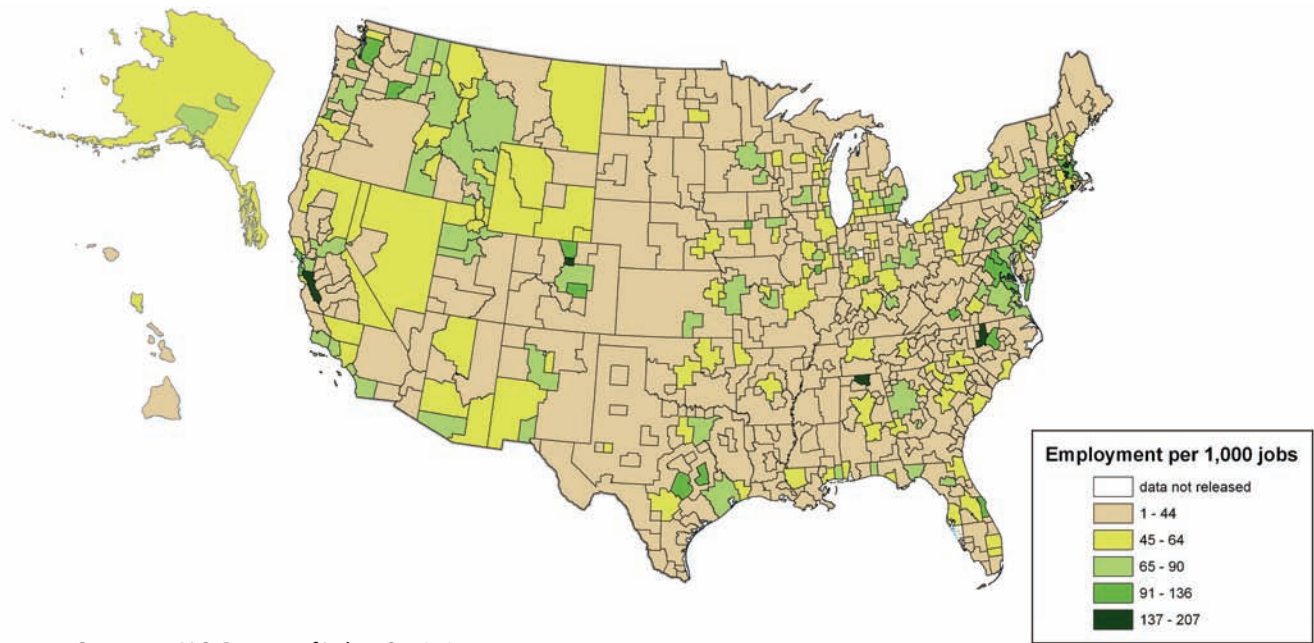 Employment per 1,000 jobs
data not released
1 - 44
45 - 64
65 - 90
91 - 136
137 - 207